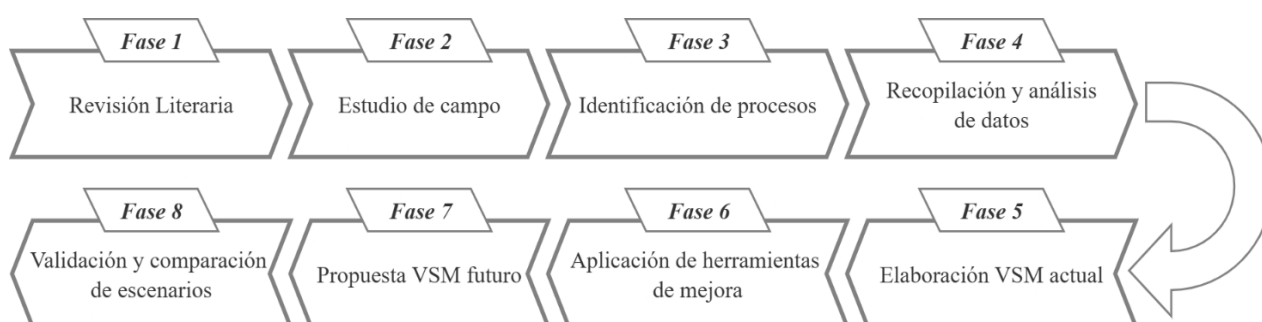 Fase 1
Revisión Literaria
Fase 2
Estudio de campo
Fase 3
Identificación de procesos
Fase 4
Recopilación y análisis
de datos
Fase 5
Elaboración VSM actual
Fase 6
Aplicación de herramientas
de mejora
Fase 7
Propuesta VSM futuro
Fase 8
Validación y comparación
de escenarios